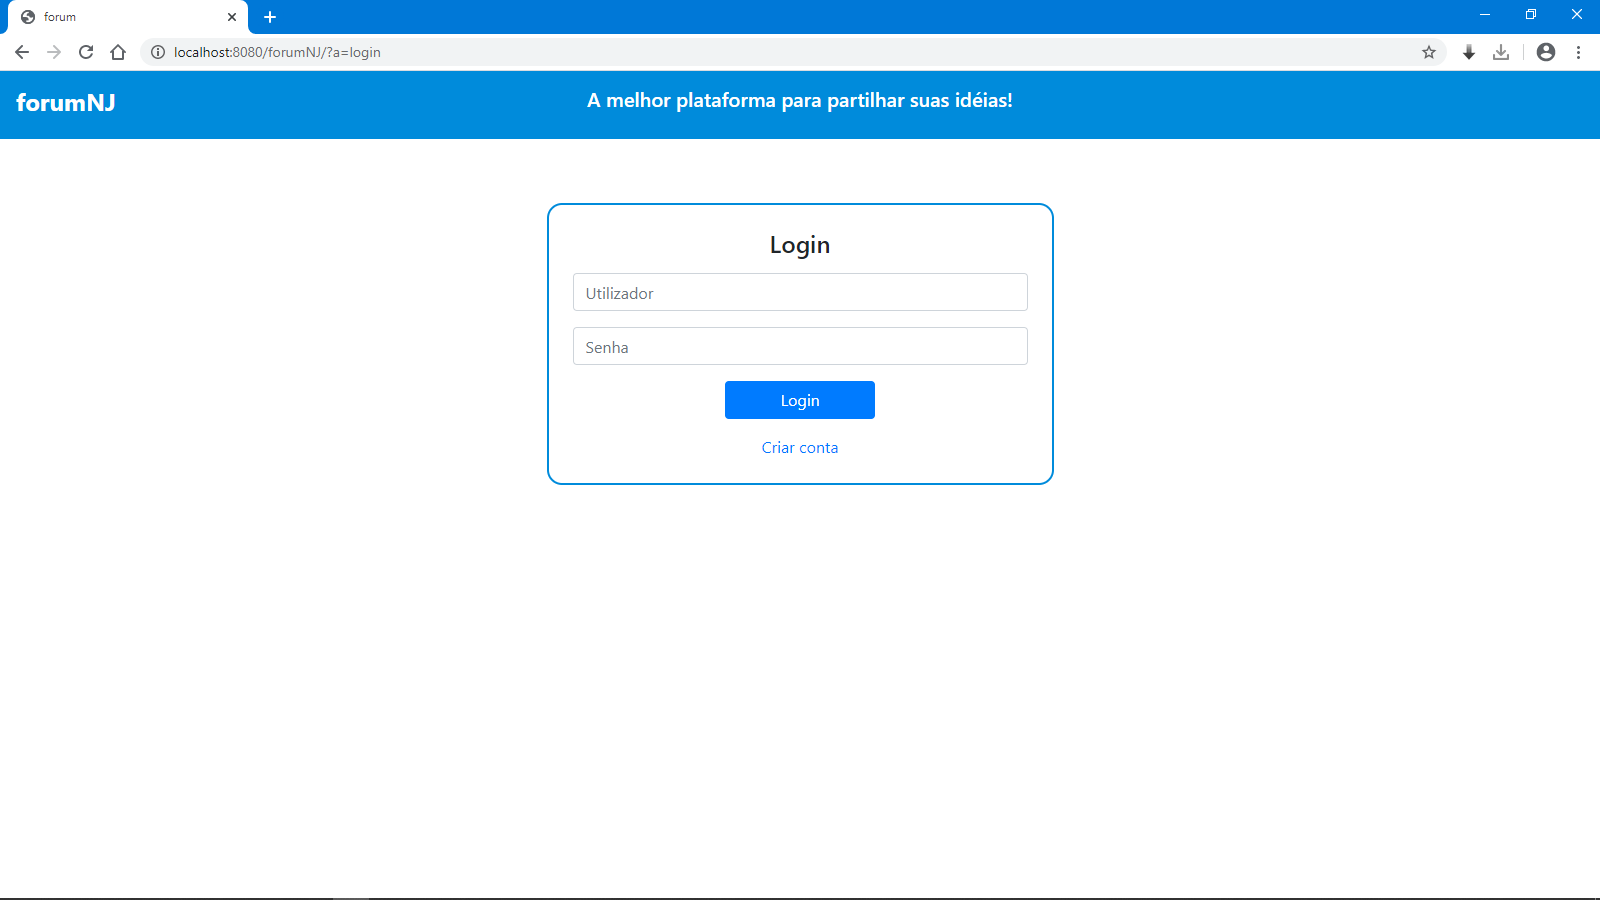 forum
localhost:8080/forumNJ/?a=login
forumNJ
A melhor plataforma para partilhar suas idéias!
Login
Utilizador
Senha
Login
Criar conta